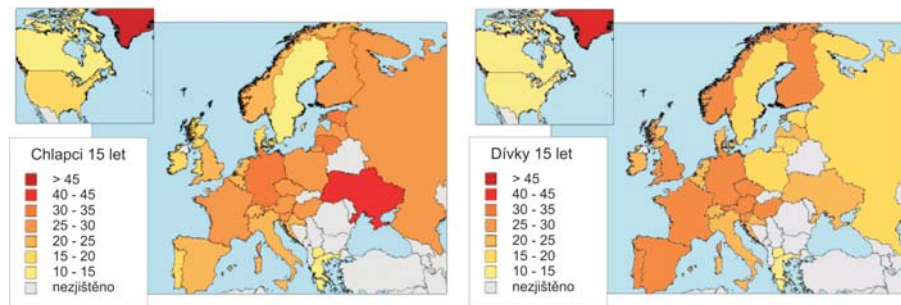 Chlapci 15 let
> 45
40 - 45
30 - 35
25 - 30
20 - 25
15 - 20
10 - 15
nezjištěno
Dívky 15 let
> 45
40 - 45
30 - 35
25 - 30
20 - 25
15 - 20
10 - 15
nezjištěno